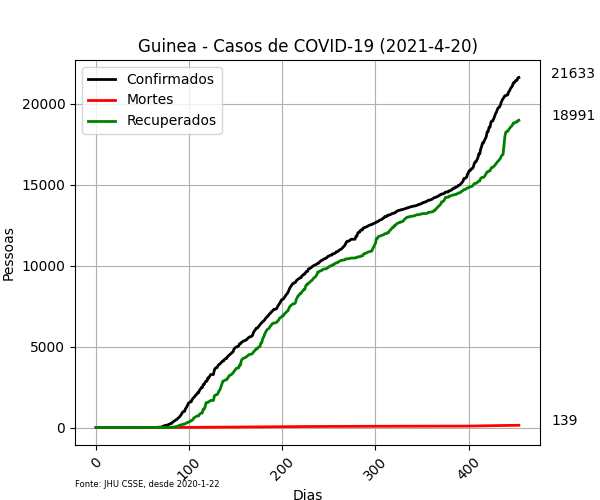 Guinea - Casos de COVID-19 (2021-4-20)
Confirmados
Mortes
Recuperados
21633
18991
139
Pessoas
20000
15000
10000
5000
0
0
100
200
300
400
Dias
Fonte: JHU CSSE, desde 2020-1-22